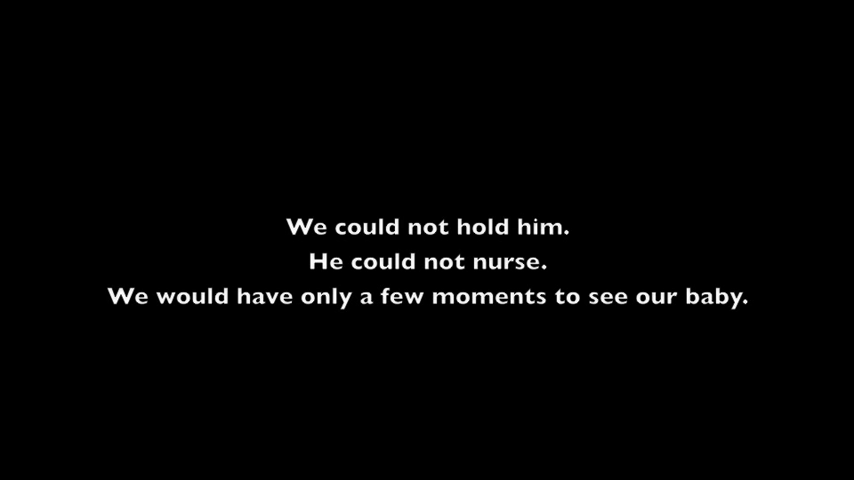 We could not hold him.
He could not nurse.
We would have only a few moments to see our baby.